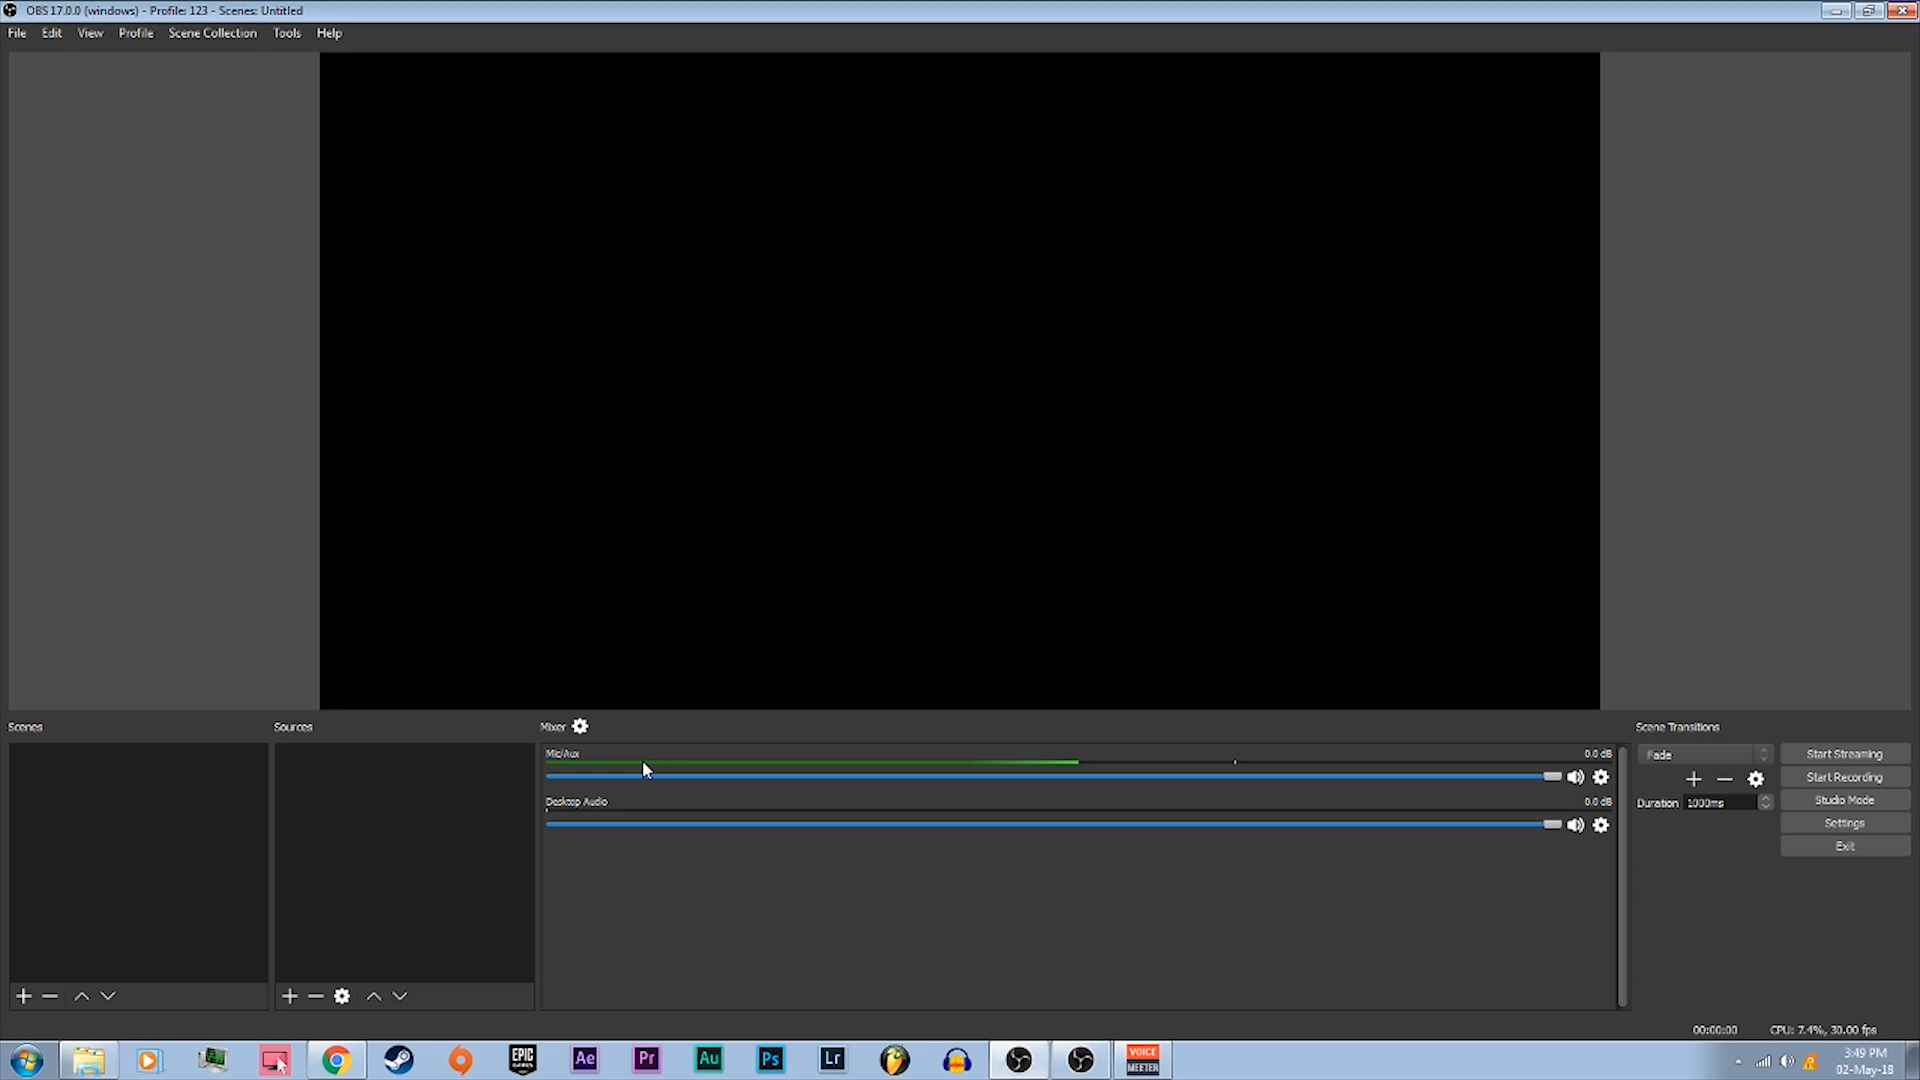 OBS 17.0.0 (windows) - Profile: 123 - Scenes: Untitled
File Edit View Profile Scene Collection Tools Help
Scenes
Sources
Mixer
Scene Transitions
Mic/Aux
0.0 dB
Fade
Start Streaming
Start Recording
Desktop Audio
0.0 dB
Duration 1000ms
Studio Mode
Settings
Exit
00:00:00
CPU: 7.4%, 30.00 fps
EPIC
GAMES
Ae
Pr
Au
Ps
Lr
VOICE
MEETER
3:49 PM
02-May-18